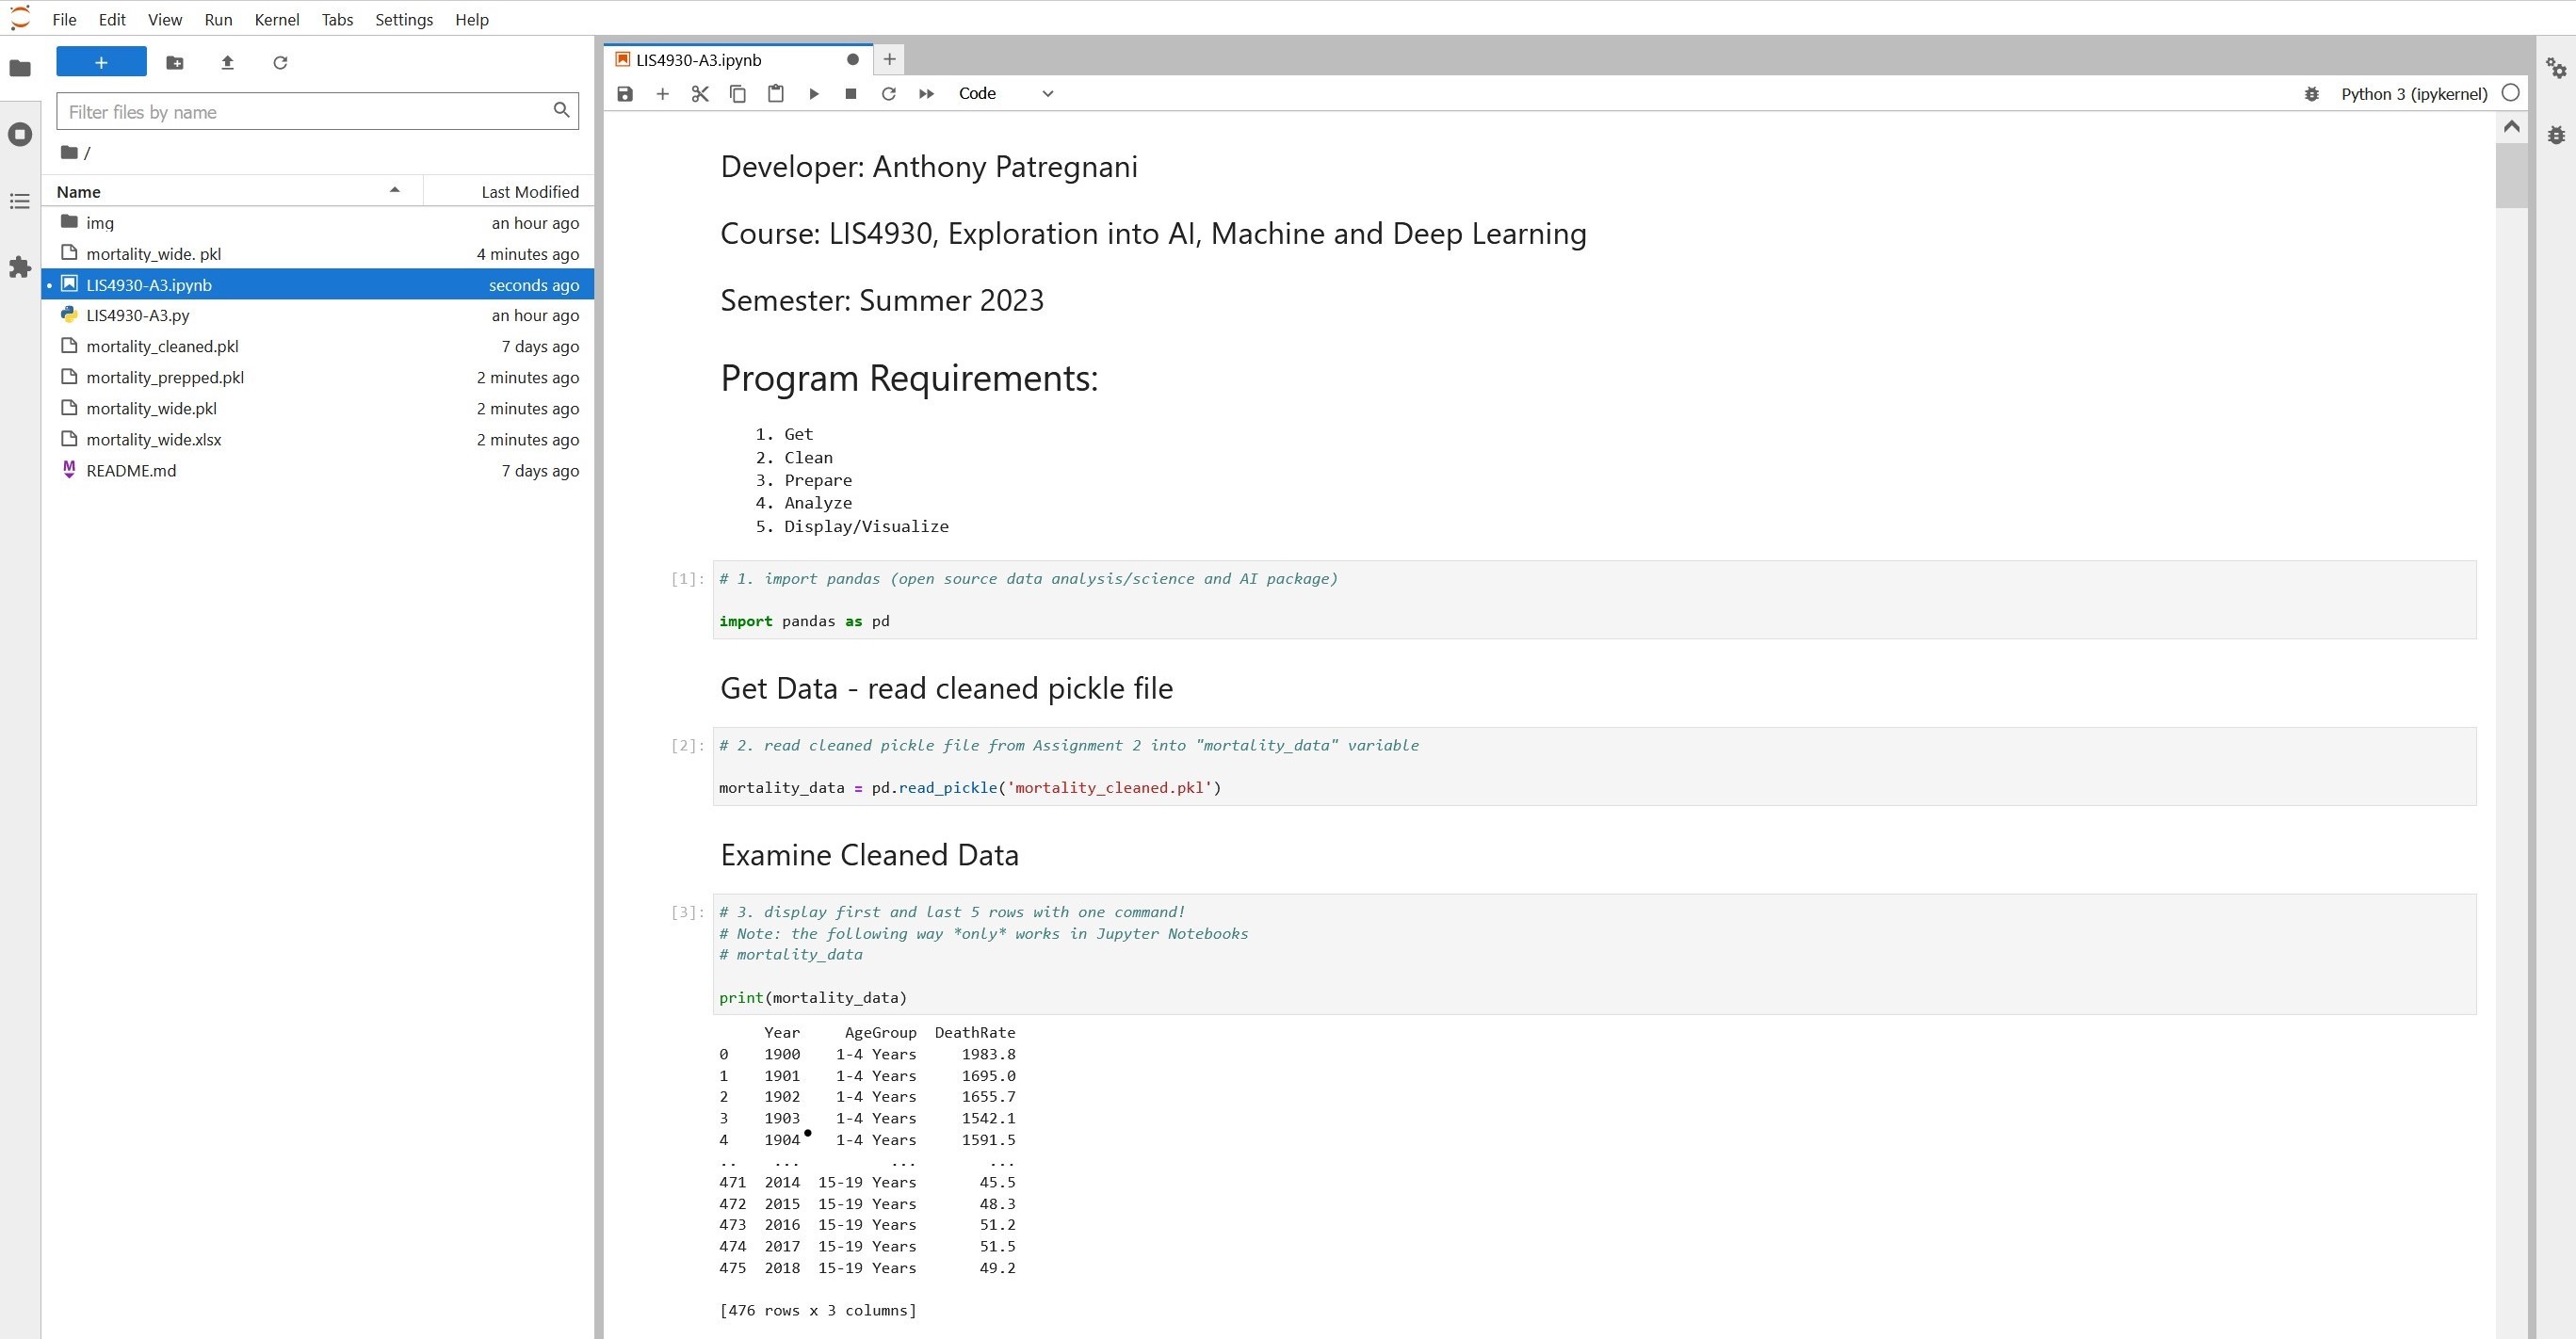 File Edit View Run Kernel Tabs Settings Help
+
Filter files by name
/
Name Last Modified
img an hour ago
mortality_wide. pkl 4 minutes ago
LIS4930-A3.ipynb seconds ago
LIS4930-A3.py an hour ago
mortality_cleaned.pkl 7 days ago
mortality_prepped.pkl 2 minutes ago
mortality_wide.pkl 2 minutes ago
mortality_wide.xlsx 2 minutes ago
README.md 7 days ago
LIS4930-A3.ipynb
Code
Python 3 (ipykernel)
Developer: Anthony Patregnani
Course: LIS4930, Exploration into AI, Machine and Deep Learning
Semester: Summer 2023
Program Requirements:
1. Get
2. Clean
3. Prepare
4. Analyze
5. Display/Visualize
[1]: # 1. import pandas (open source data analysis/science and AI package)
import pandas as pd
Get Data - read cleaned pickle file
[2]: # 2. read cleaned pickle file from Assignment 2 into "mortality_data" variable
mortality_data = pd.read_pickle('mortality_cleaned.pkl')
Examine Cleaned Data
[3]: # 3. display first and last 5 rows with one command!
# Note: the following way *only* works in Jupyter Notebooks
# mortality_data
print(mortality_data)
Year AgeGroup DeathRate
0 1900 1-4 Years 1983.8
1 1901 1-4 Years 1695.0
2 1902 1-4 Years 1655.7
3 1903 1-4 Years 1542.1
4 1904 1-4 Years 1591.5
.. ... ... ...
471 2014 15-19 Years 45.5
472 2015 15-19 Years 48.3
473 2016 15-19 Years 51.2
474 2017 15-19 Years 51.5
475 2018 15-19 Years 49.2
[476 rows x 3 columns]